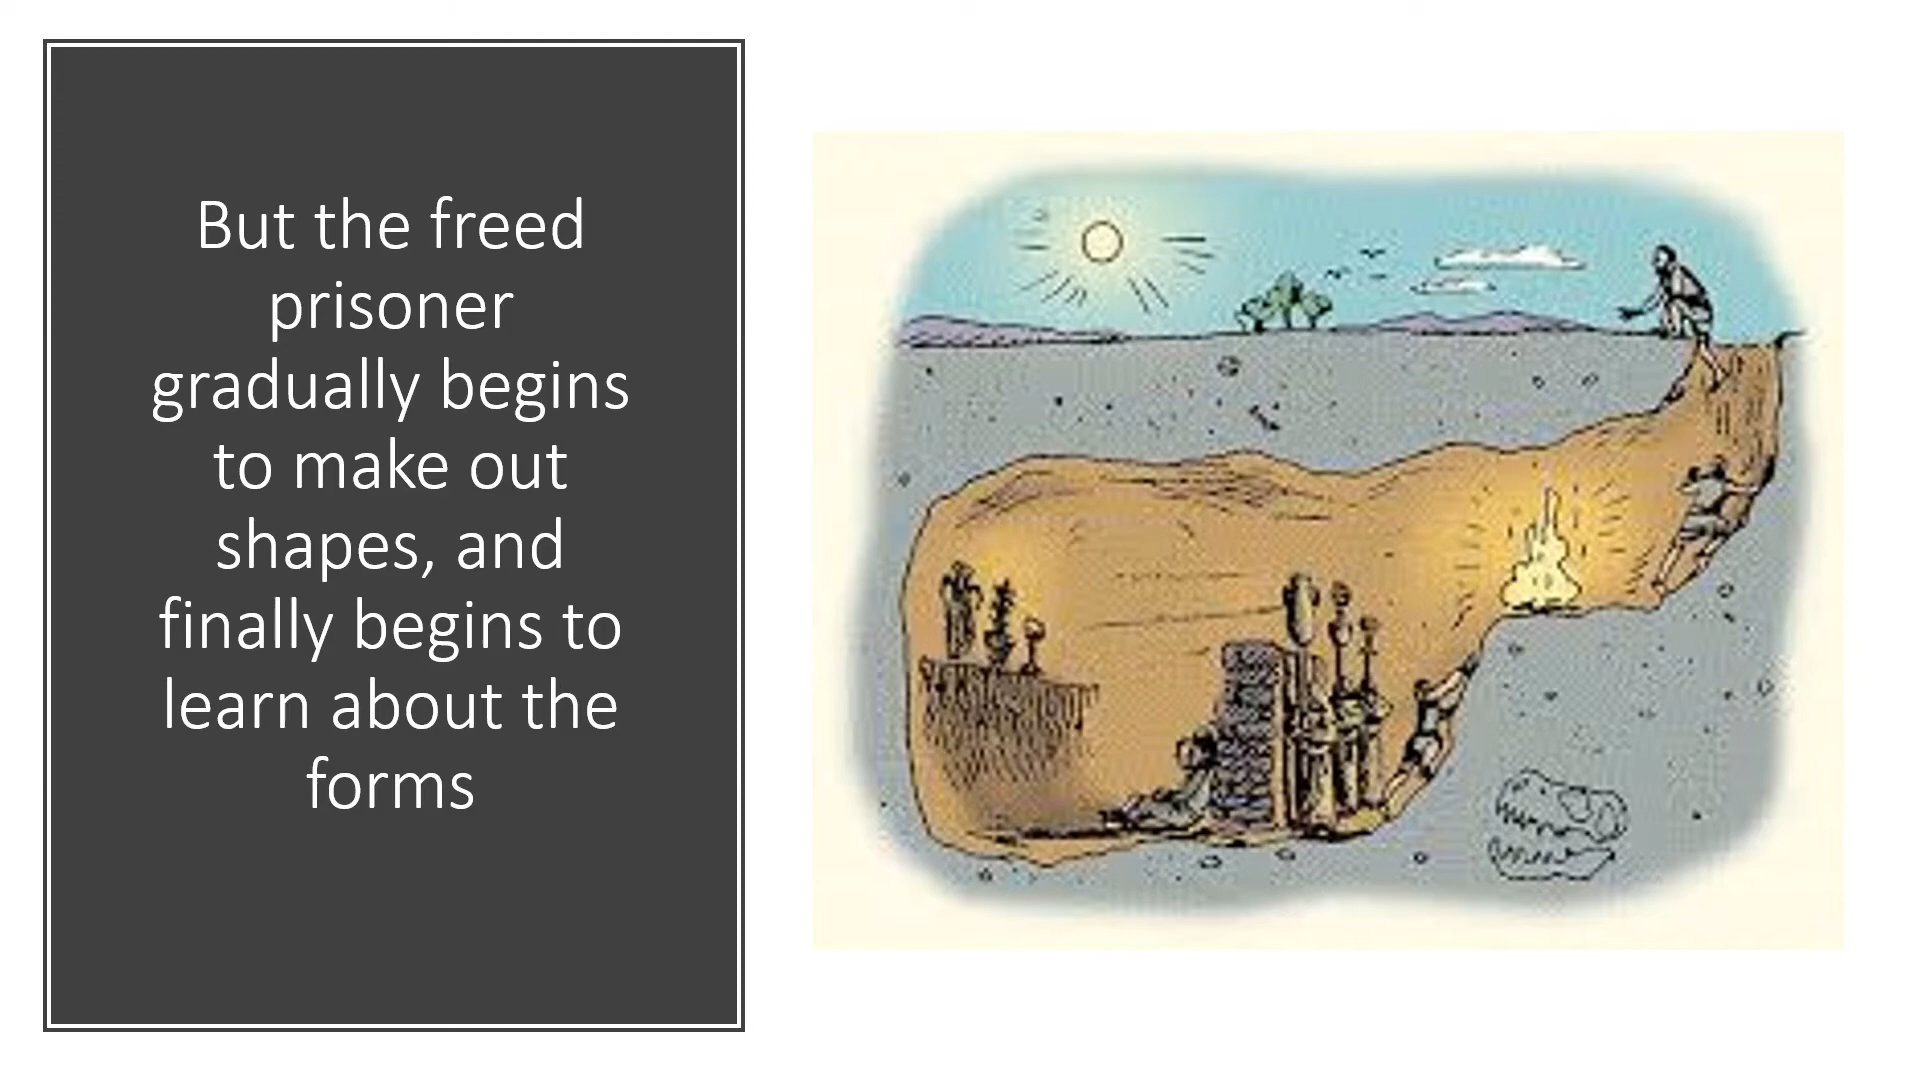 But the freed
prisoner
gradually begins
to make out
shapes, and
finally begins to
learn about the
forms